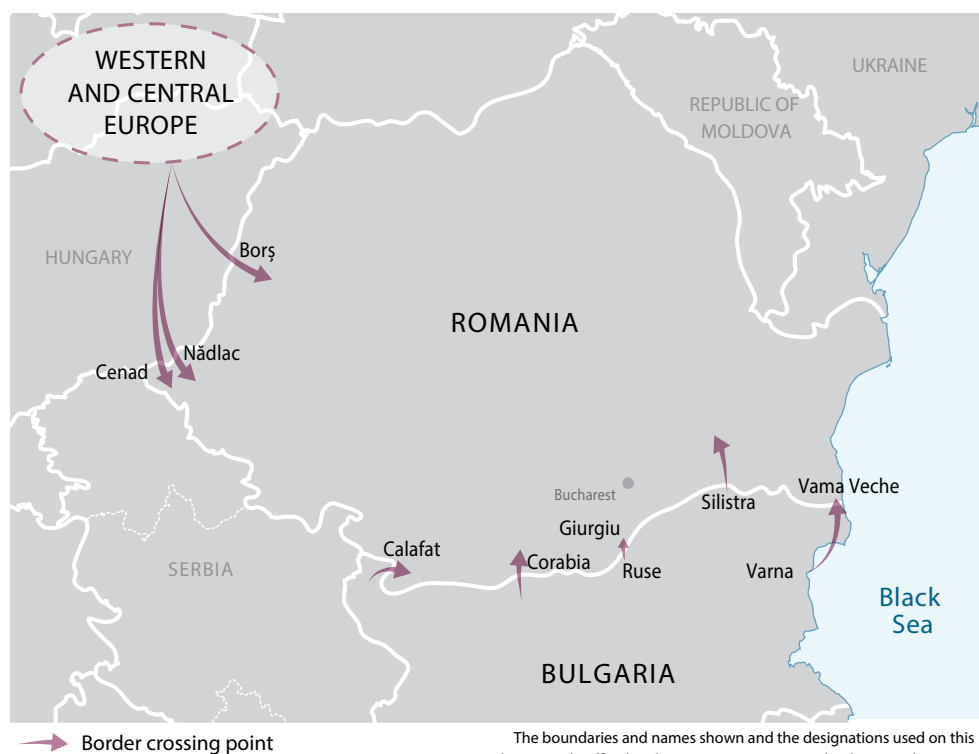 WESTERN
AND CENTRAL
EUROPE
UKRAINE
REPUBLIC OF
MOLDOVA
HUNGARY
Borș
ROMANIA
Nădlac
Cenad
Bucharest
Silistra
Vama Veche
Giurgiu
Calafat
Corabia
Ruse
Varna
SERBIA
Black
Sea
BULGARIA
Border crossing point
The boundaries and names shown and the designations used on this